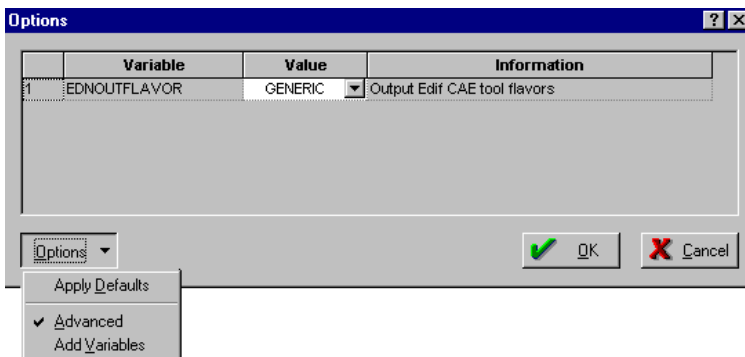 Options
Variable Value Information
1 EDNOUTFLAVOR GENERIC Output Edif CAE tool flavors
Options OK Cancel
Apply Defaults
Advanced
Add Variables